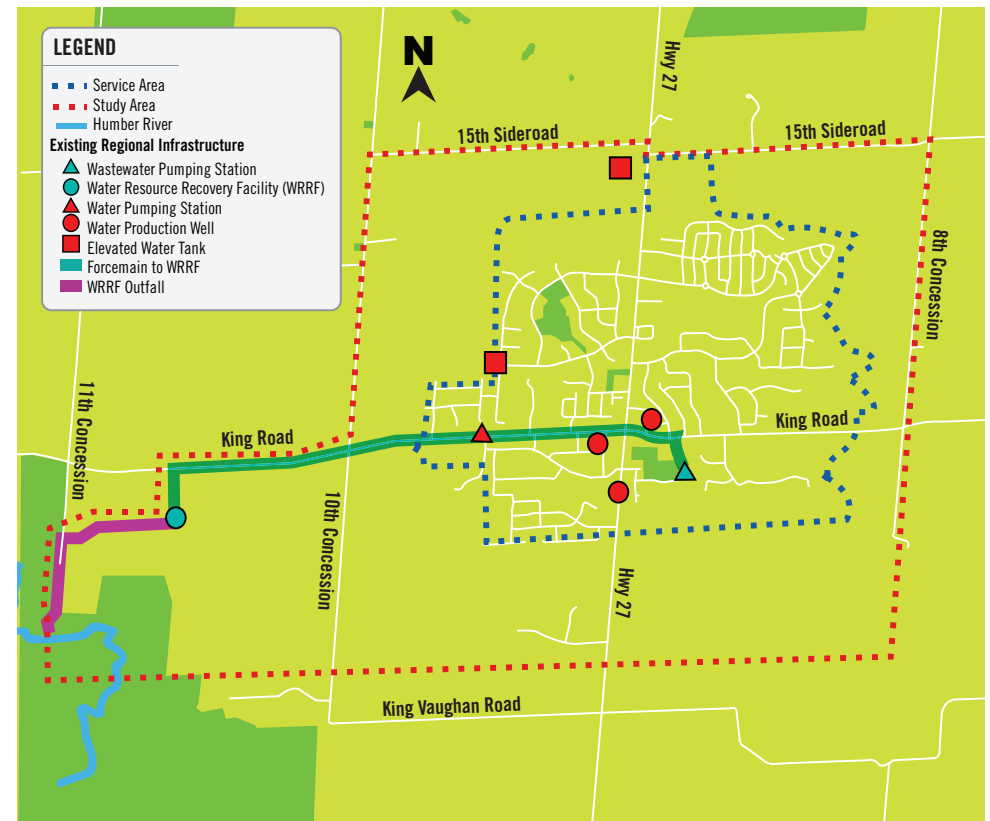 LEGEND
Service Area
Study Area
Humber River
Existing Regional Infrastructure
Wastewater Pumping Station
Water Resource Recovery Facility (WRRF)
Water Pumping Station
Water Production Well
Elevated Water Tank
Forcemain to WRRF
WRRF Outfall
N
Hwy 27
15th Sideroad
15th Sideroad
8th Concession
11th Concession
King Road
King Road
10th Concession
Hwy 27
King Vaughan Road